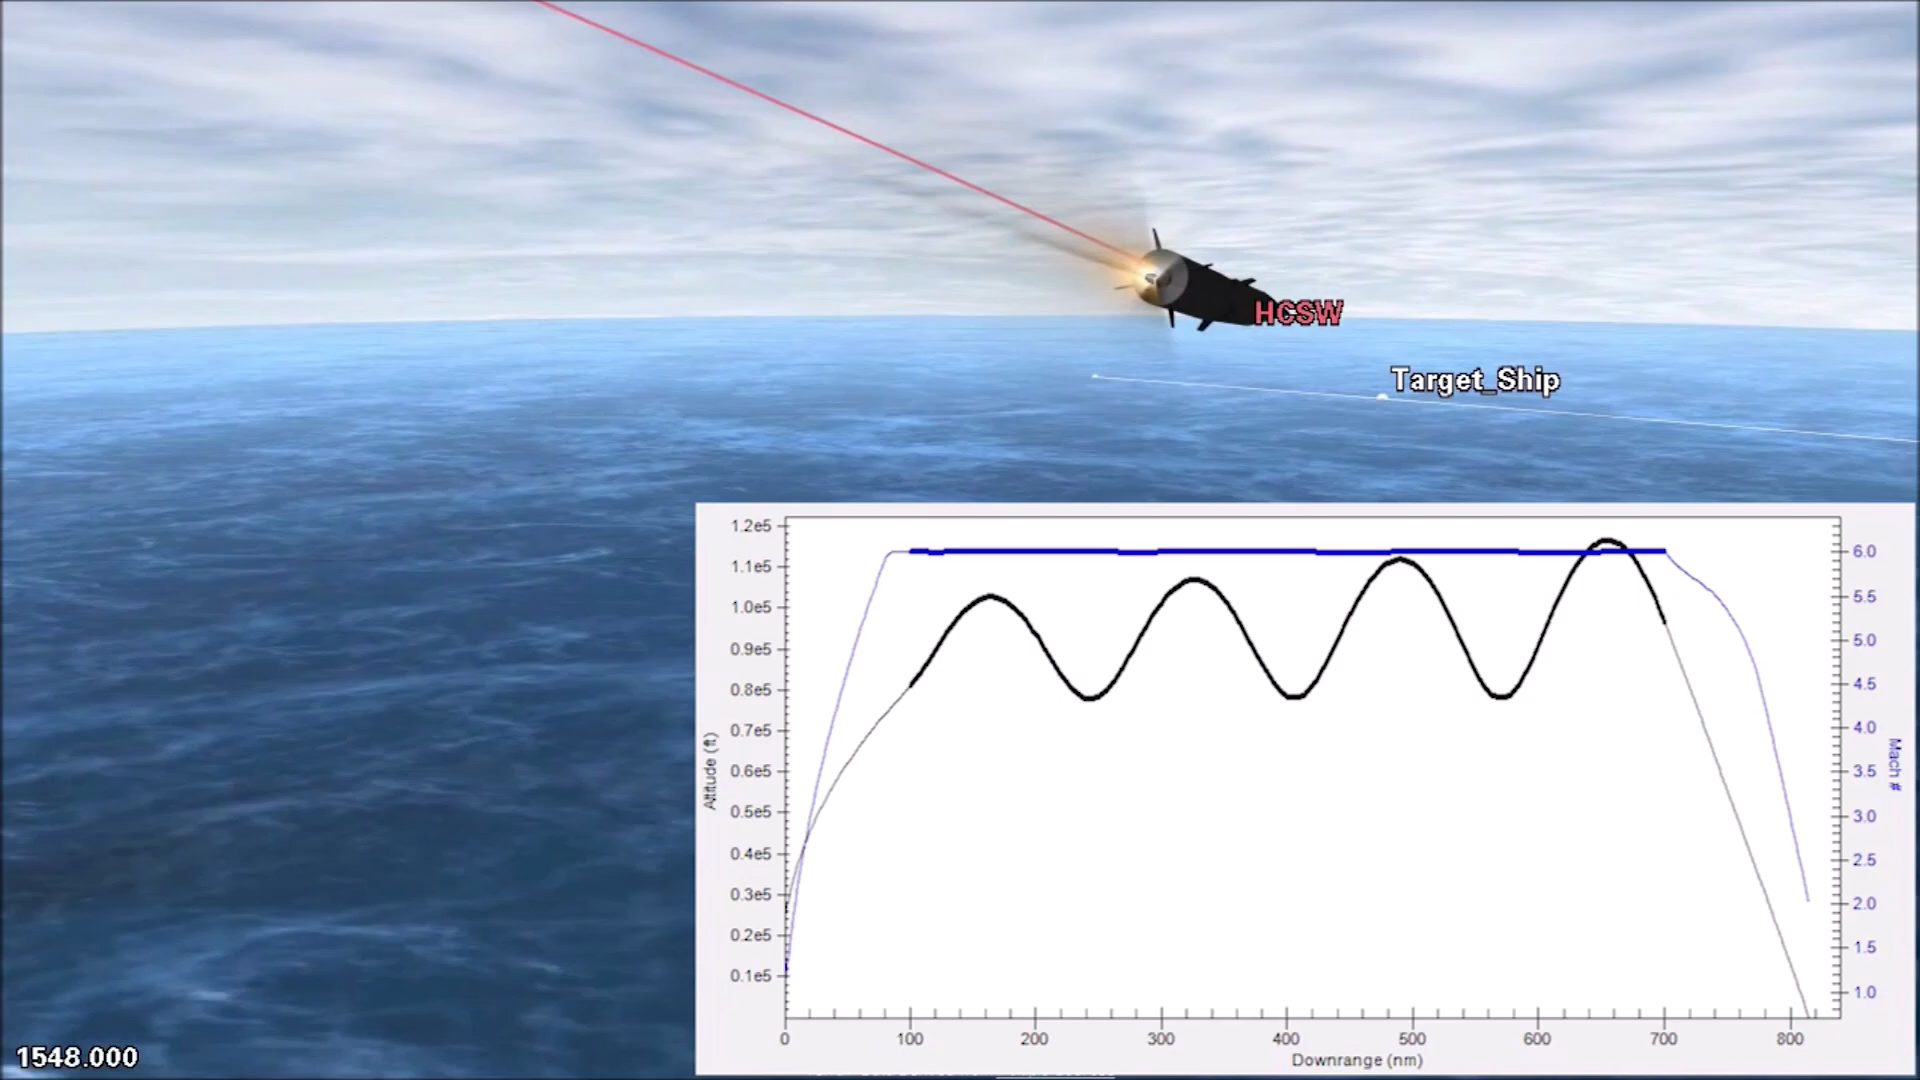 HCSW
Target_Ship
1.2e5
1.1e5
1.0e5
0.9e5
0.8e5
0.7e5
0.6e5
0.5e5
0.4e5
0.3e5
0.2e5
0.1e5
Altitude (ft)
6.0
5.5
5.0
4.5
4.0
3.5
3.0
2.5
2.0
1.5
1.0
Mach #
0 100 200 300 400 500 600 700 800
Downrange (nm)
1548.000